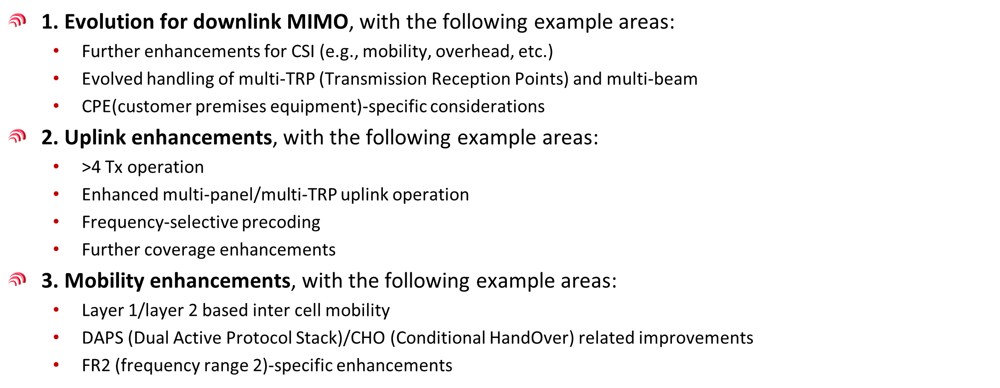 1. Evolution for downlink MIMO, with the following example areas:
• Further enhancements for CSI (e.g., mobility, overhead, etc.)
• Evolved handling of multi-TRP (Transmission Reception Points) and multi-beam
• CPE(customer premises equipment)-specific considerations
2. Uplink enhancements, with the following example areas:
• >4 Tx operation
• Enhanced multi-panel/multi-TRP uplink operation
• Frequency-selective precoding
• Further coverage enhancements
3. Mobility enhancements, with the following example areas:
• Layer 1/layer 2 based inter cell mobility
• DAPS (Dual Active Protocol Stack)/CHO (Conditional HandOver) related improvements
• FR2 (frequency range 2)-specific enhancements